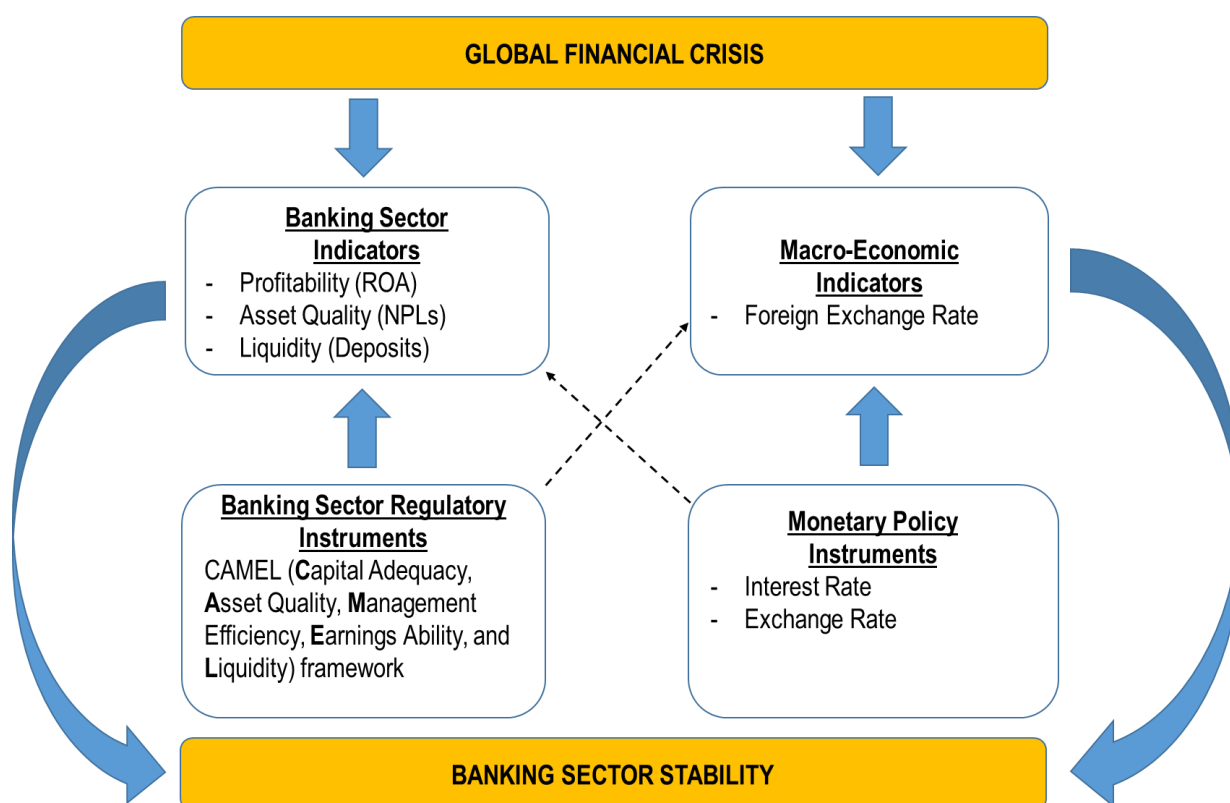 GLOBAL FINANCIAL CRISIS
Banking Sector
Indicators
- Profitability (ROA)
- Asset Quality (NPLs)
- Liquidity (Deposits)
Macro-Economic
Indicators
- Foreign Exchange Rate
Banking Sector Regulatory
Instruments
CAMEL (Capital Adequacy,
Asset Quality, Management
Efficiency, Earnings Ability, and
Liquidity) framework
Monetary Policy
Instruments
- Interest Rate
- Exchange Rate
BANKING SECTOR STABILITY